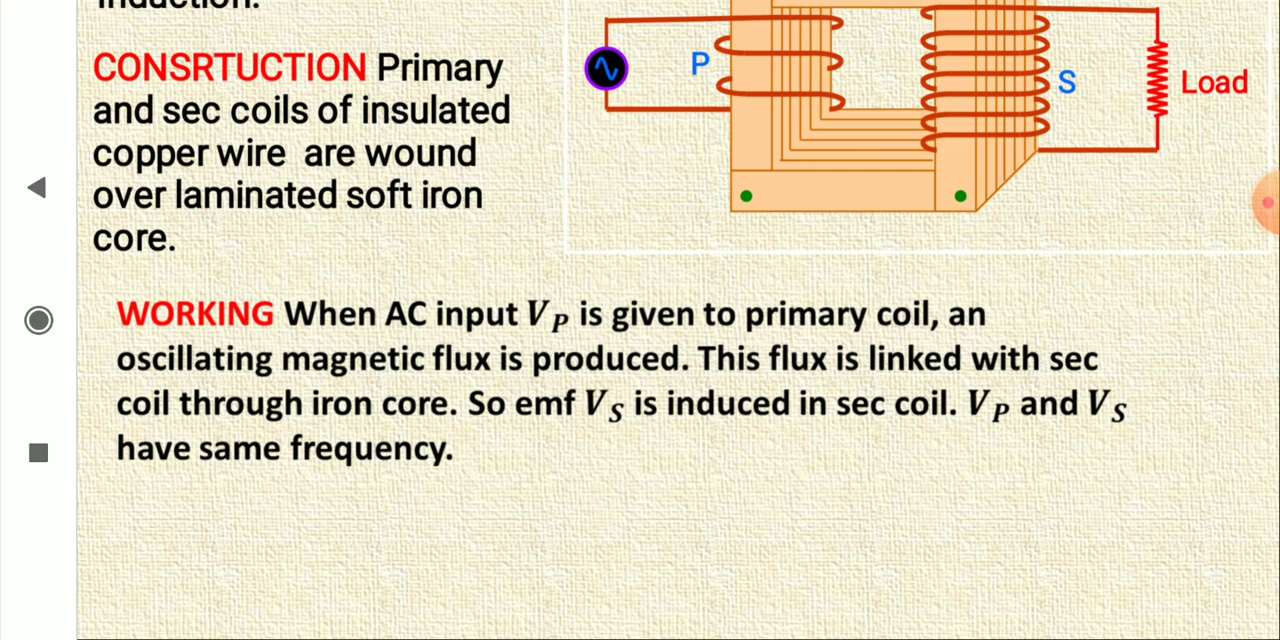 induction.
CONSRTUCTION Primary
and sec coils of insulated
copper wire are wound
over laminated soft iron
core.
P
S
Load
WORKING When AC input V_P is given to primary coil, an
oscillating magnetic flux is produced. This flux is linked with sec
coil through iron core. So emf V_S is induced in sec coil. V_P and V_S
have same frequency.